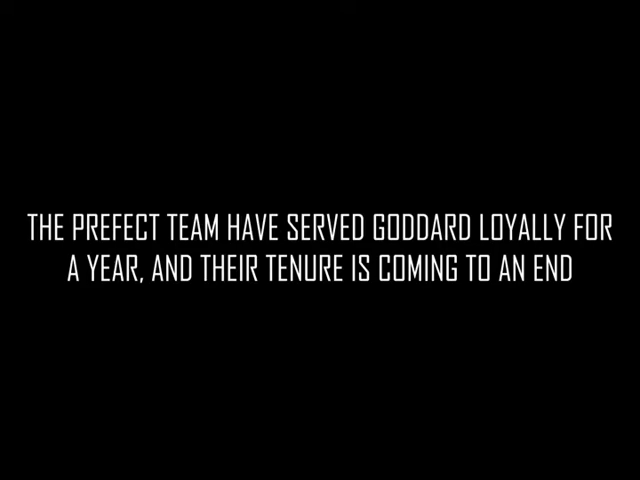 THE PREFECT TEAM HAVE SERVED GODDARD LOYALLY FOR
A YEAR, AND THEIR TENURE IS COMING TO AN END